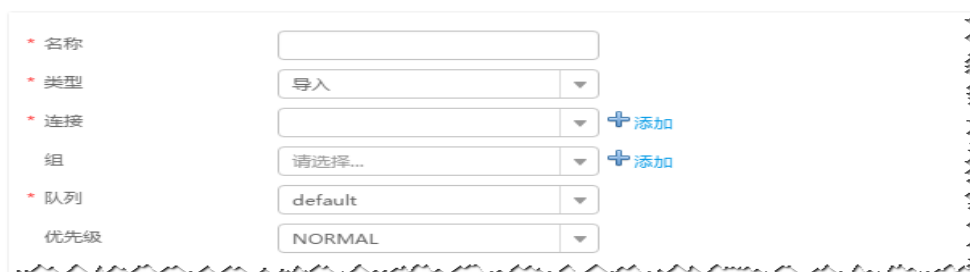 * 名称
* 类型 导入
* 连接 添加
组 请选择... 添加
* 队列 default
优先级 NORMAL